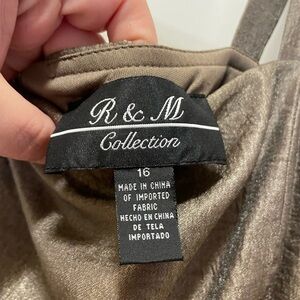 R & M
Collection
16
MADE IN CHINA
OF IMPORTED
FABRIC
HECHO EN CHINA
DE TELA
IMPORTADO